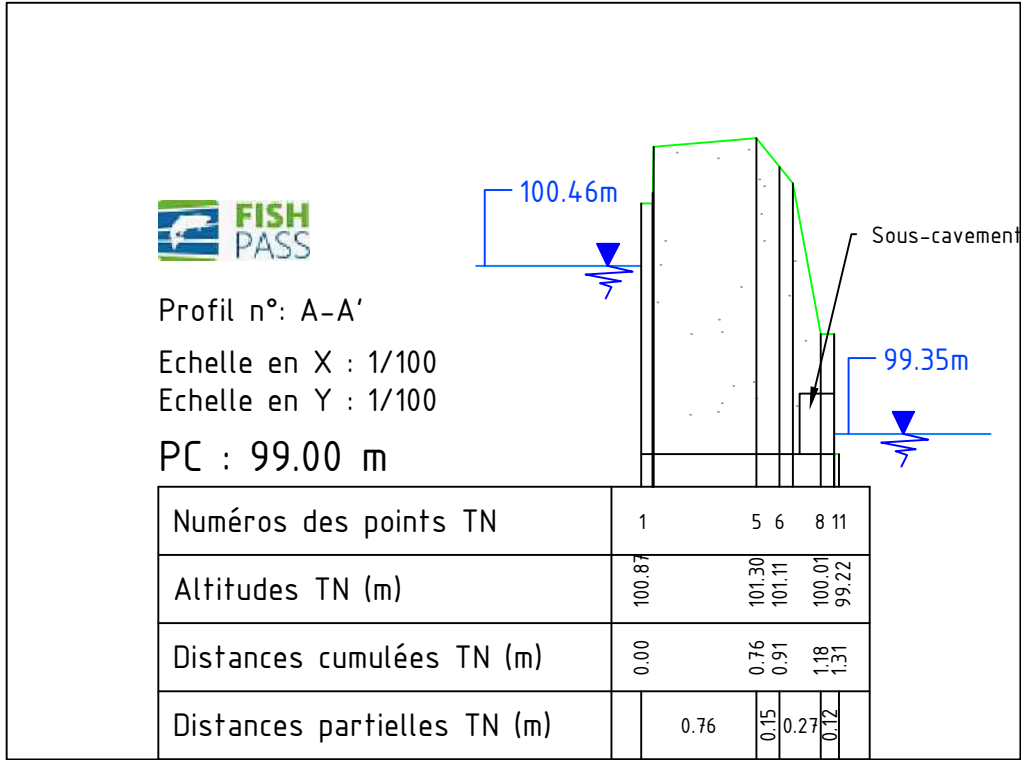 100.46m
Sous-cavement
FISH
PASS
99.35m
Profil n°: A-A'
Echelle en X : 1/100
Echelle en Y : 1/100
PC : 99.00 m
Numéros des points TN 1 5 6 8 11
Altitudes TN (m) 100.87 101.30 101.11 100.01 99.22
Distances cumulées TN (m) 0.00 0.76 0.91 1.18 1.31
Distances partielles TN (m) 0.76 0.15 0.27 0.12